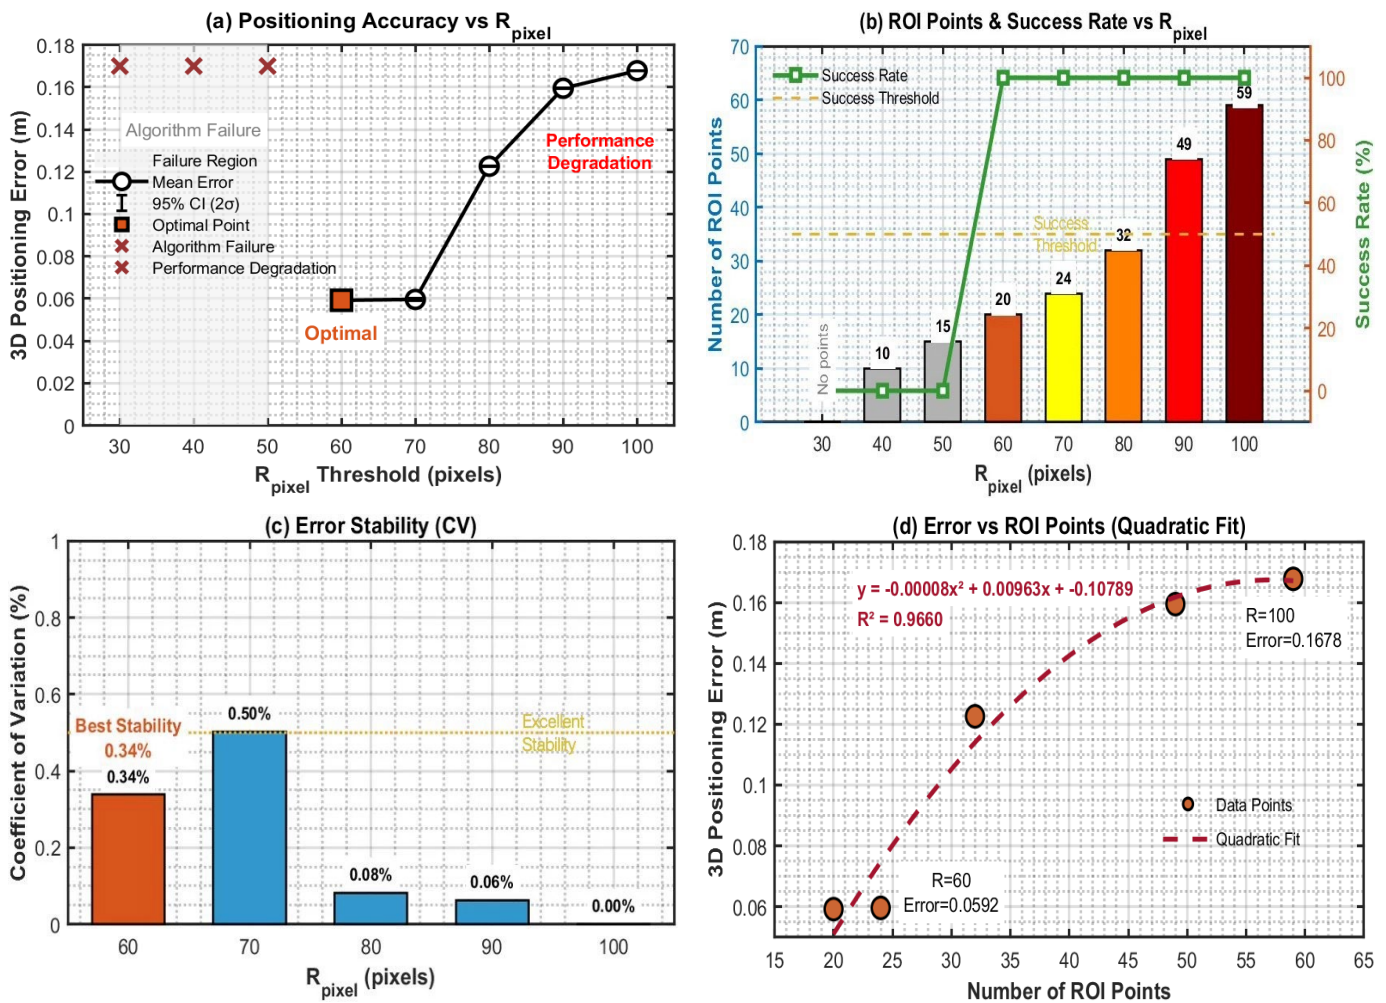 (a) Positioning Accuracy vs R_pixel
3D Positioning Error (m)
0.18
0.16
0.14
0.12
0.1
0.08
0.06
0.04
0.02
0
Algorithm Failure
Failure Region
Mean Error
95% CI (2σ)
Optimal Point
Algorithm Failure
Performance Degradation
Performance
Degradation
Optimal
30 40 50 60 70 80 90 100
R_pixel Threshold (pixels)
(b) ROI Points & Success Rate vs R_pixel
Number of ROI Points
70
60
50
40
30
20
10
0
Success Rate
Success Threshold
Success
Threshold
No points
10
15
20
24
32
49
59
100
80
60
40
20
0
Success Rate (%)
30 40 50 60 70 80 90 100
R_pixel (pixels)
(c) Error Stability (CV)
Coefficient of Variation (%)
1
0.8
0.6
0.4
0.2
0
Best Stability
0.34%
0.34%
0.50%
0.08%
0.06%
0.00%
Excellent
Stability
60 70 80 90 100
R_pixel (pixels)
(d) Error vs ROI Points (Quadratic Fit)
3D Positioning Error (m)
0.18
0.16
0.14
0.12
0.1
0.08
0.06
y = -0.00008x² + 0.00963x + -0.10789
R² = 0.9660
R=100
Error=0.1678
Data Points
Quadratic Fit
R=60
Error=0.0592
15 20 25 30 35 40 45 50 55 60 65
Number of ROI Points